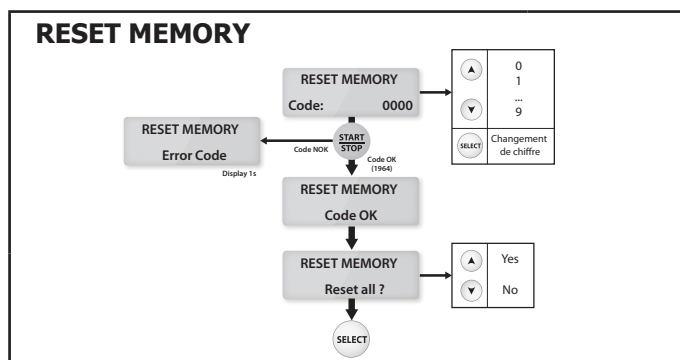 RESET MEMORY
RESET MEMORY
Code: 0000
0
1
...
9
SELECT
Changement
de chiffre
RESET MEMORY
Error Code
Display 1s
Code NOK
START
STOP
Code OK
(1964)
RESET MEMORY
Code OK
RESET MEMORY
Reset all ?
Yes
No
SELECT